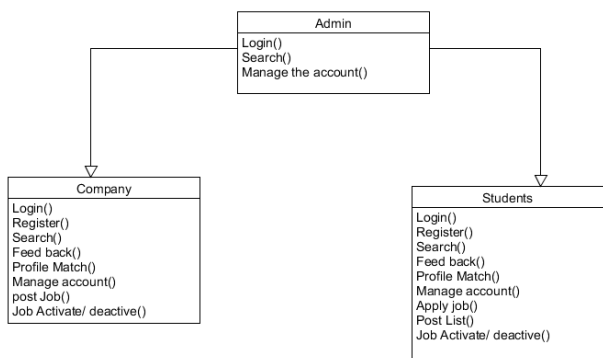 Admin
Login()
Search()
Manage the account()
Company
Login()
Register()
Search()
Feed back()
Profile Match()
Manage account()
post Job()
Job Activate/ deactive()
Students
Login()
Register()
Search()
Feed back()
Profile Match()
Manage account()
Apply job()
Post List()
Job Activate/ deactive()